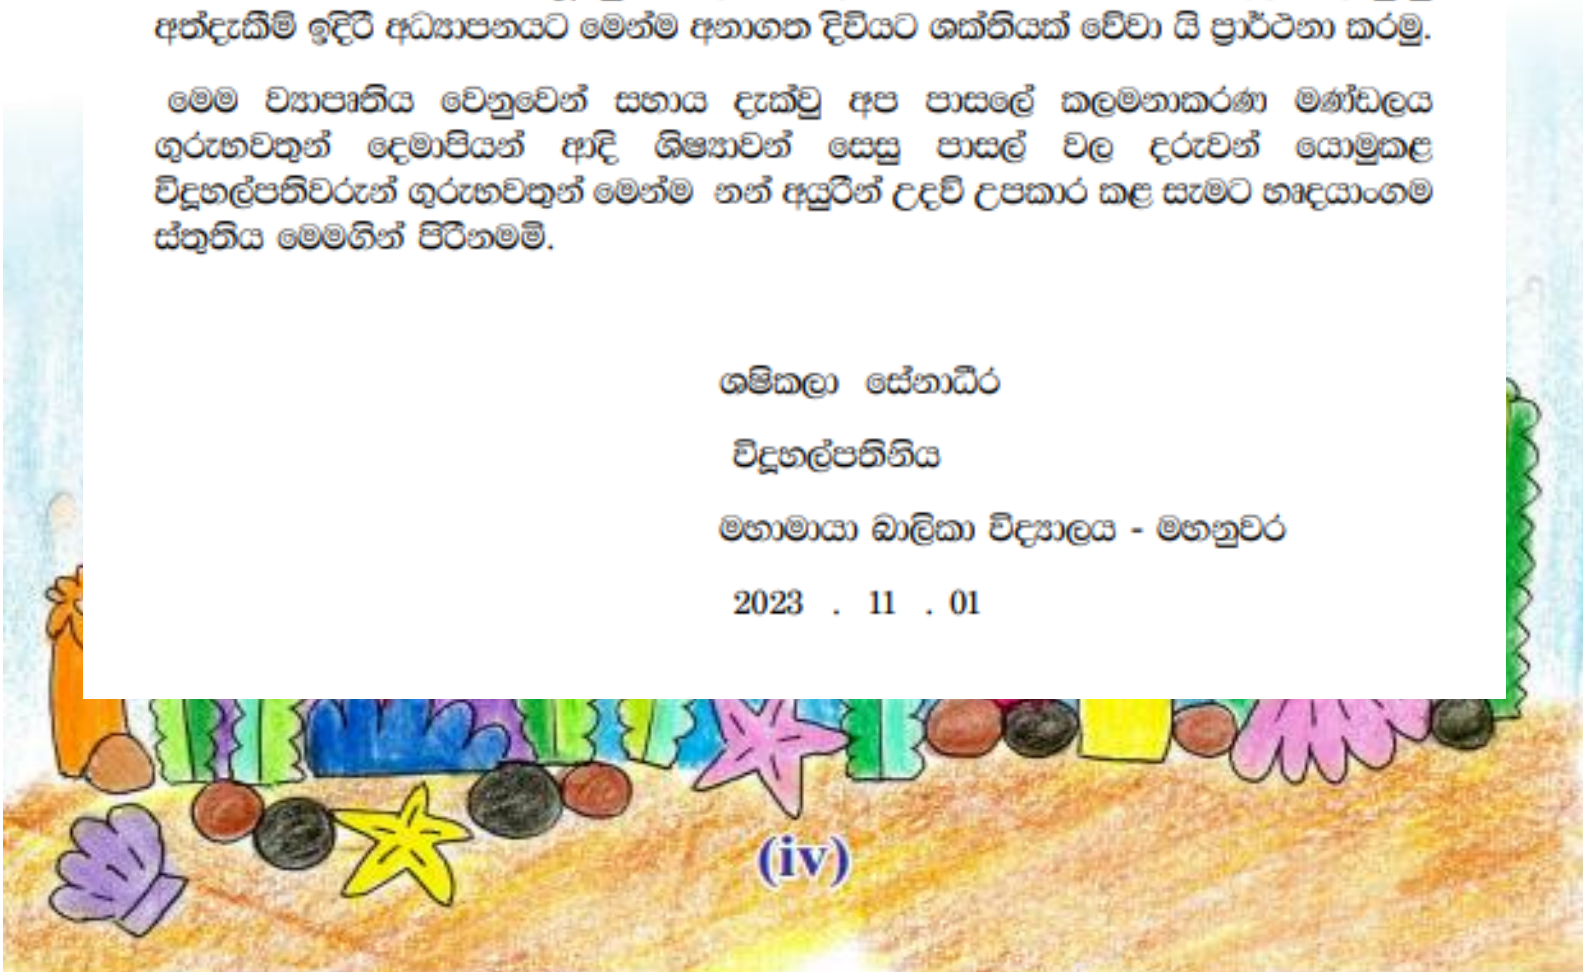 අත්දැකීම් ඉදිරි අධ්‍යාපනයට මෙන්ම අනාගත දිවියට ශක්තියක් වේවා යි ප්‍රාර්ථනා කරමු.
මෙම ව්‍යාපෘතිය වෙනුවෙන් සහාය දැක්වු අප පාසලේ කලමනාකරණ මණ්ඩලය
ගුරුභවතුන් දෙමාපියන් ආදි ශිෂ්‍යාවන් සෙසු පාසල් වල දරුවන් යොමුකළ
විදූහල්පතිවරුන් ගුරුභවතුන් මෙන්ම නන් අයුරින් උදව් උපකාර කළ සැමට හෘදයාංගම
ස්තුතිය මෙමගින් පිරිනමමි.
ශෂිකලා සේනාධීර
විදූහල්පතිනිය
මහාමායා බාලිකා විද්‍යාලය - මහනුවර
2023 . 11 . 01
(iv)